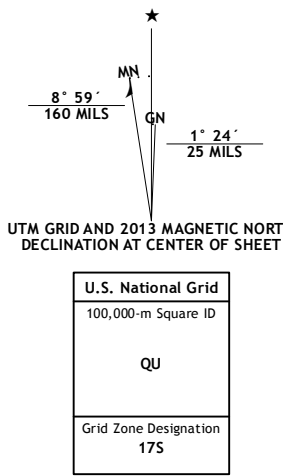 ★
MN
8° 59´
160 MILS
GN
1° 24´
25 MILS
UTM GRID AND 2013 MAGNETIC NORT
DECLINATION AT CENTER OF SHEET
U.S. National Grid
100,000-m Square ID
QU
Grid Zone Designation
17S